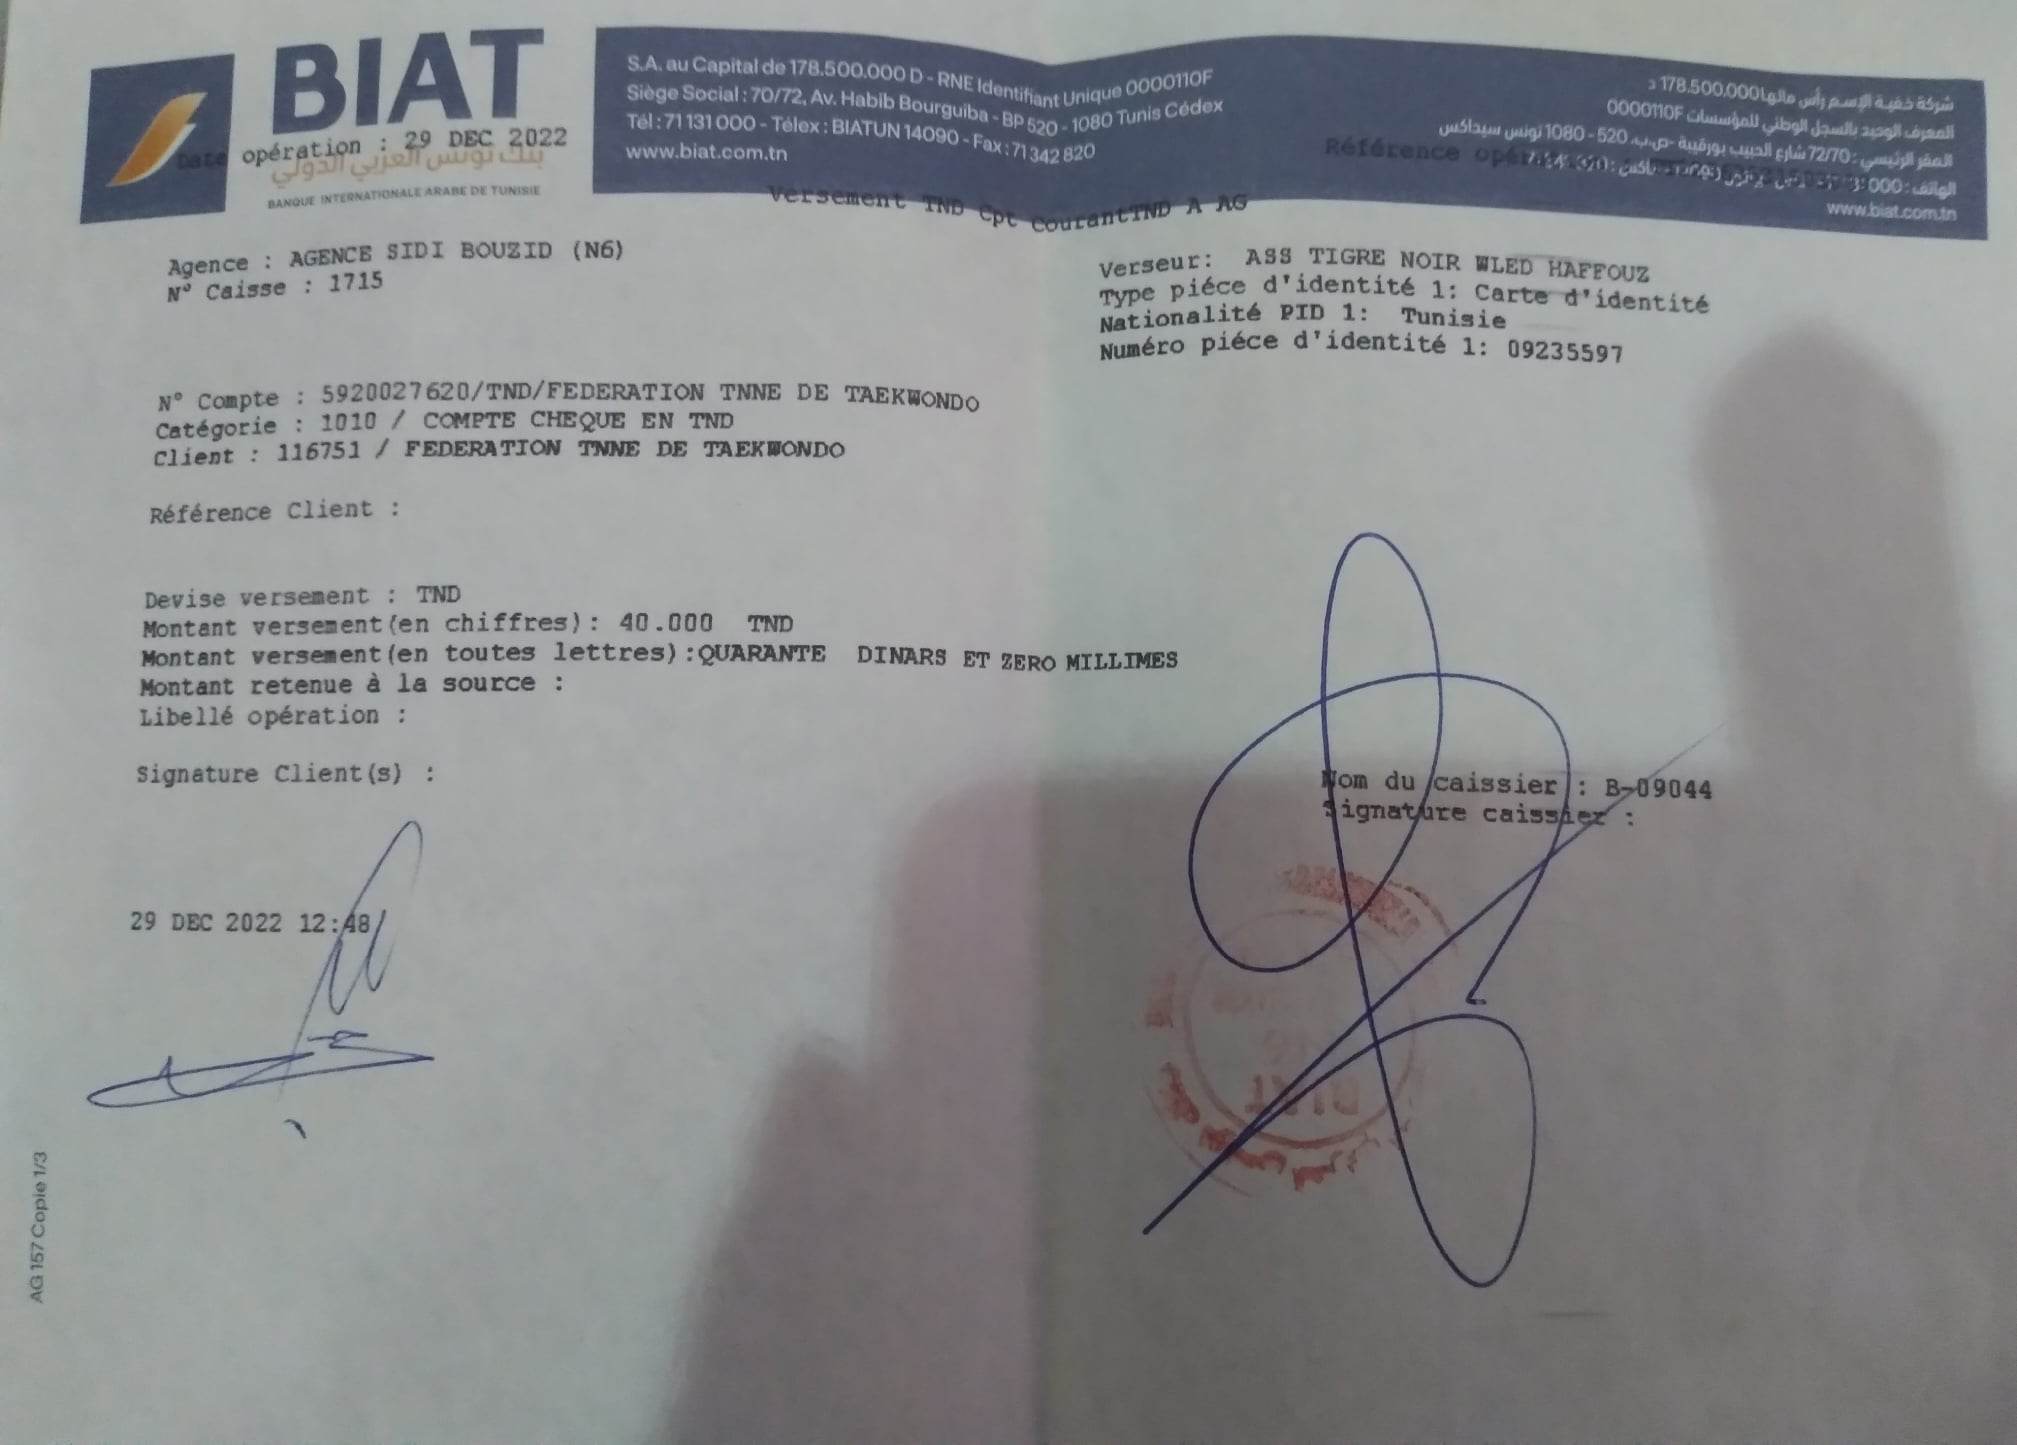 BIAT
Date opération : 29 DEC 2022
بنك تونس العربي الدولي
BANQUE INTERNATIONALE ARABE DE TUNISIE
S.A. au Capital de 178.500.000 D - RNE Identifiant Unique 0000110F
Siège Social : 70/72, Av. Habib Bourguiba - BP 520 - 1080 Tunis Cédex
Tél : 71 131 000 - Télex : BIATUN 14090 - Fax : 71 342 820
www.biat.com.tn
شركة خفية الإسم رأس مالها 178.500.000 د
المعرف الوحيد بالسجل الوطني للمؤسسات 0000110F
المقر الرئيسي : 72/70 شارع الحبيب بورقيبة -ص.ب. 520 - 1080 تونس سيداكس
الهاتف :
www.biat.com.tn
Référence
Versement TND Cpt CourantTND A AG
Agence : AGENCE SIDI BOUZID (N6)
N° Caisse : 1715
Verseur: ASS TIGRE NOIR WLED HAFFOUZ
Type piéce d'identité 1: Carte d'identité
Nationalité PID 1: Tunisie
Numéro piéce d'identité 1: 09235597
N° Compte : 5920027620/TND/FEDERATION TNNE DE TAEKWONDO
Catégorie : 1010 / COMPTE CHEQUE EN TND
Client : 116751 / FEDERATION TNNE DE TAEKWONDO
Référence Client :
Devise versement : TND
Montant versement(en chiffres): 40.000 TND
Montant versement(en toutes lettres):QUARANTE DINARS ET ZERO MILLIMES
Montant retenue à la source :
Libellé opération :
Signature Client(s) :
Nom du caissier : B-09044
Signature caissier :
29 DEC 2022 12:48
BIAT
AG 157 Copie 1/3